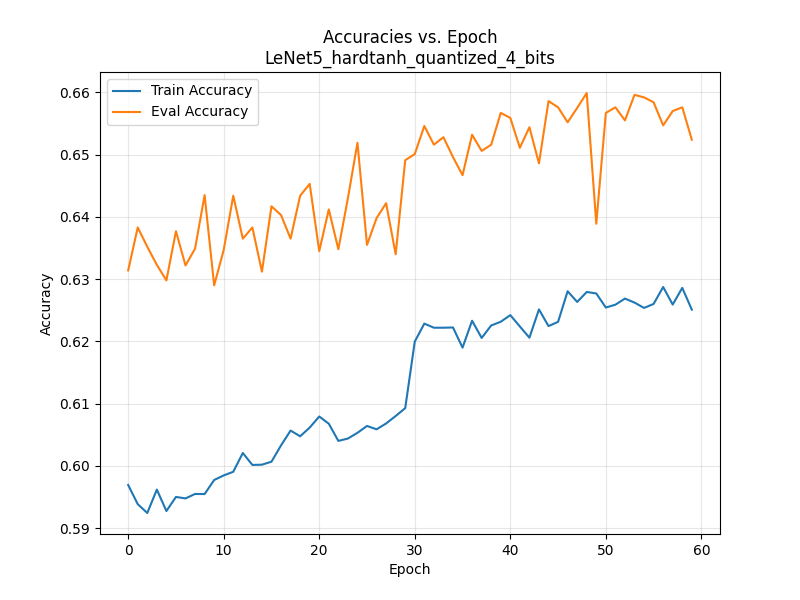 Accuracies vs. Epoch
LeNet5_hardtanh_quantized_4_bits
Train Accuracy
Eval Accuracy
0.66
0.65
0.64
0.63
0.62
0.61
0.60
0.59
Accuracy
0 10 20 30 40 50 60
Epoch